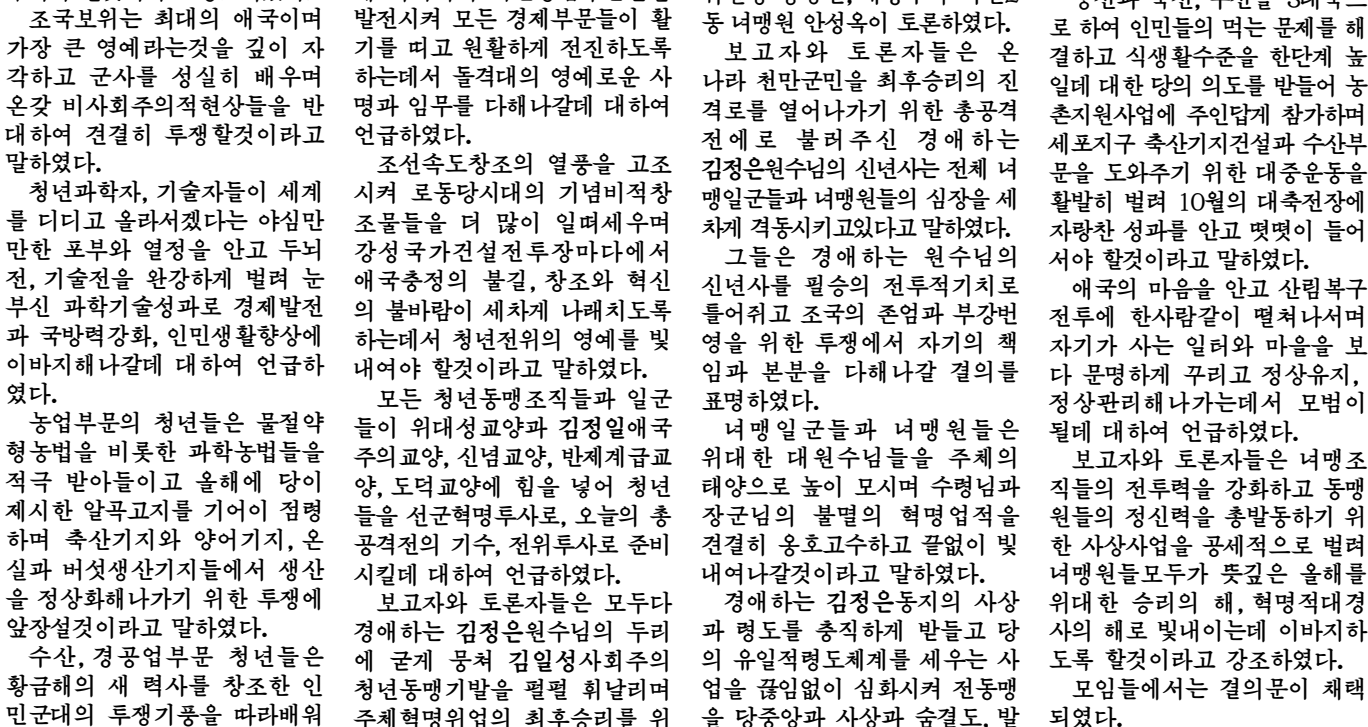 조국보위는 최대의 애국이며
가장 큰 영예라는것을 깊이 자
각하고 군사를 성실히 배우며
온갖 비사회주의적현상들을 반
대하여 견결히 투쟁할것이라고
말하였다.
청년과학자, 기술자들이 세계
를 디디고 올라서겠다는 야심만
만한 포부와 열정을 안고 두뇌
전, 기술전을 완강하게 벌려 눈
부신 과학기술성과로 경제발전
과 국방력강화, 인민생활향상에
이바지해나갈데 대하여 언급하
였다.
농업부문의 청년들은 물절약
형농법을 비롯한 과학농법들을
적극 받아들이고 올해에 당이
제시한 알곡고지를 기어이 점령
하며 축산기지와 양어기지, 온
실과 버섯생산기지들에서 생산
을 정상화해나가기 위한 투쟁에
앞장설것이라고 말하였다.
수산, 경공업부문 청년들은
황금해의 새 력사를 창조한 인
민군대의 투쟁기풍을 따라배워
발전시켜 모든 경제부문들이 활
기를 띠고 원활하게 전진하도록
하는데서 돌격대의 영예로운 사
명과 임무를 다해나갈데 대하여
언급하였다.
조선속도창조의 열풍을 고조
시켜 로동당시대의 기념비적창
조물들을 더 많이 일떠세우며
강성국가건설전투장마다에서
애국충정의 불길, 창조와 혁신
의 불바람이 세차게 나래치도록
하는데서 청년전위의 영예를 빛
내여야 할것이라고 말하였다.
모든 청년동맹조직들과 일군
들이 위대성교양과 김정일애국
주의교양, 신념교양, 반제계급교
양, 도덕교양에 힘을 넣어 청년
들을 선군혁명투사로, 오늘의 총
공격전의 기수, 전위투사로 준비
시킬데 대하여 언급하였다.
보고자와 토론자들은 모두다
경애하는 김정은원수님의 두리
에 굳게 뭉쳐 김일성사회주의
청년동맹기발을 펄펄 휘날리며
주체혁명위업의 최후승리를 위
동 녀맹원 안성옥이 토론하였다.
보고자와 토론자들은 온
나라 천만군민을 최후승리의 진
격로를 열어나가기 위한 총공격
전에로 불러주신 경애하는
김정은원수님의 신년사는 전체 녀
맹일군들과 녀맹원들의 심장을 세
차게 격동시키고있다고 말하였다.
그들은 경애하는 원수님의
신년사를 필승의 전투적기치로
틀어쥐고 조국의 존엄과 부강번
영을 위한 투쟁에서 자기의 책
임과 본분을 다해나갈 결의를
표명하였다.
녀맹일군들과 녀맹원들은
위대한 대원수님들을 주체의
태양으로 높이 모시며 수령님과
장군님의 불멸의 혁명업적을
견결히 옹호고수하고 끝없이 빛
내여나갈것이라고 말하였다.
경애하는 김정은동지의 사상
과 령도를 충직하게 받들고 당
의 유일적령도체계를 세우는 사
업을 끊임없이 심화시켜 전동맹
을 당중앙과 사상과 숨결도, 발
로 하여 인민들의 먹는 문제를 해
결하고 식생활수준을 한단계 높
일데 대한 당의 의도를 받들어 농
촌지원사업에 주인답게 참가하며
세포지구 축산기지건설과 수산부
문을 도와주기 위한 대중운동을
활발히 벌려 10월의 대축전장에
자랑찬 성과를 안고 떳떳이 들어
서야 할것이라고 말하였다.
애국의 마음을 안고 산림복구
전투에 한사람같이 떨쳐나서며
자기가 사는 일터와 마을을 보
다 문명하게 꾸리고 정상유지,
정상관리해나가는데서 모범이
될데 대하여 언급하였다.
보고자와 토론자들은 녀맹조
직들의 전투력을 강화하고 동맹
원들의 정신력을 총발동하기 위
한 사상사업을 공세적으로 벌려
녀맹원들모두가 뜻깊은 올해를
위대한 승리의 해, 혁명적대경
사의 해로 빛내이는데 이바지하
도록 할것이라고 강조하였다.
모임들에서는 결의문이 채택
되였다.